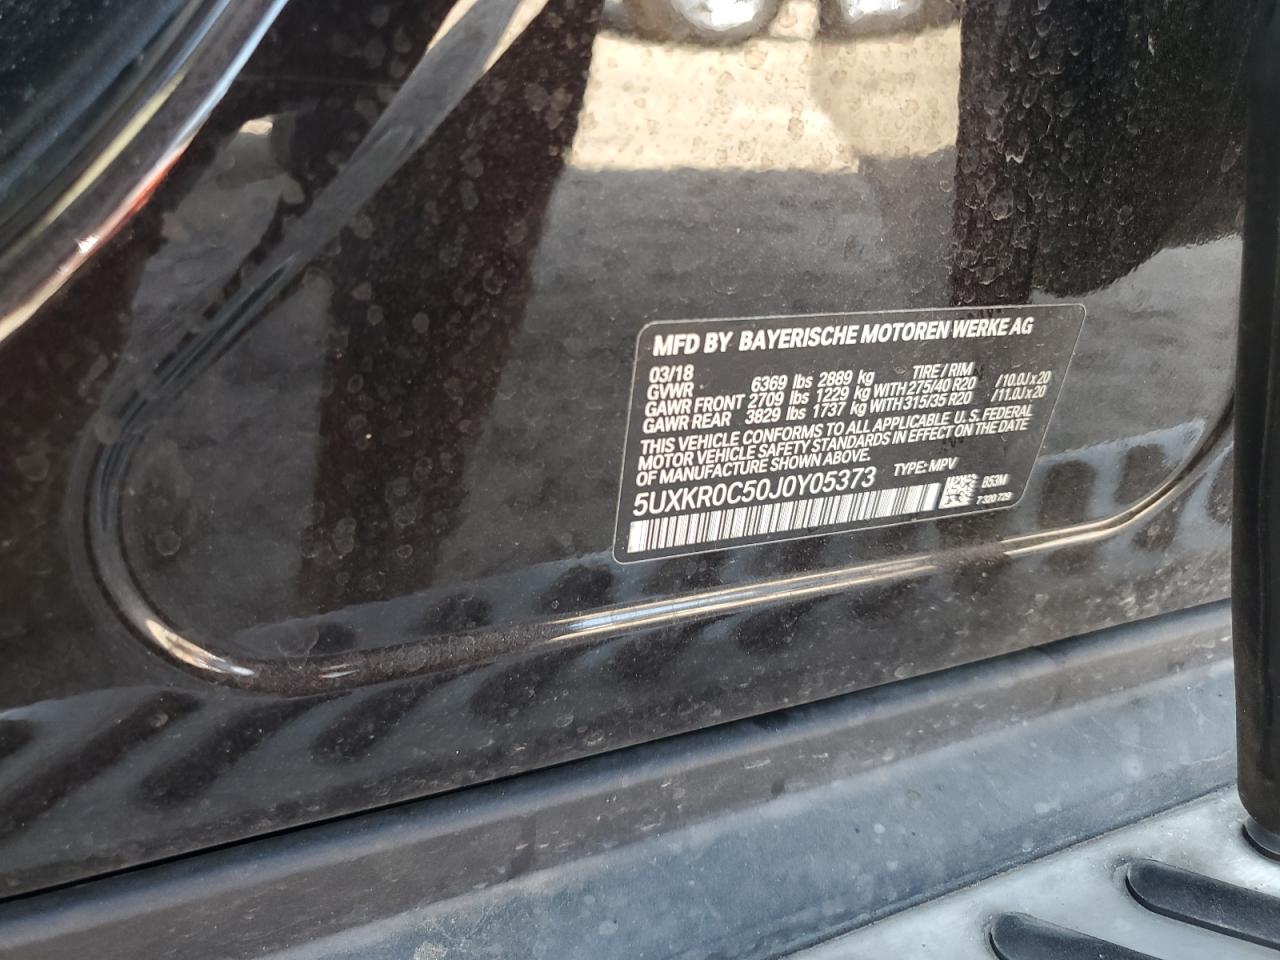 MFD BY BAYERISCHE MOTOREN WERKE AG
03/18 TIRE / RIM
GVWR 6369 lbs 2889 kg
GAWR FRONT 2709 lbs 1229 kg WITH 275/40 R20 /10.0J x 20
GAWR REAR 3829 lbs 1737 kg WITH 315/35 R20 /11.0J x 20
THIS VEHICLE CONFORMS TO ALL APPLICABLE U.S. FEDERAL
MOTOR VEHICLE SAFETY STANDARDS IN EFFECT ON THE DATE
OF MANUFACTURE SHOWN ABOVE.
5UXKR0C50J0Y05373 TYPE: MPV
B53M
7320729